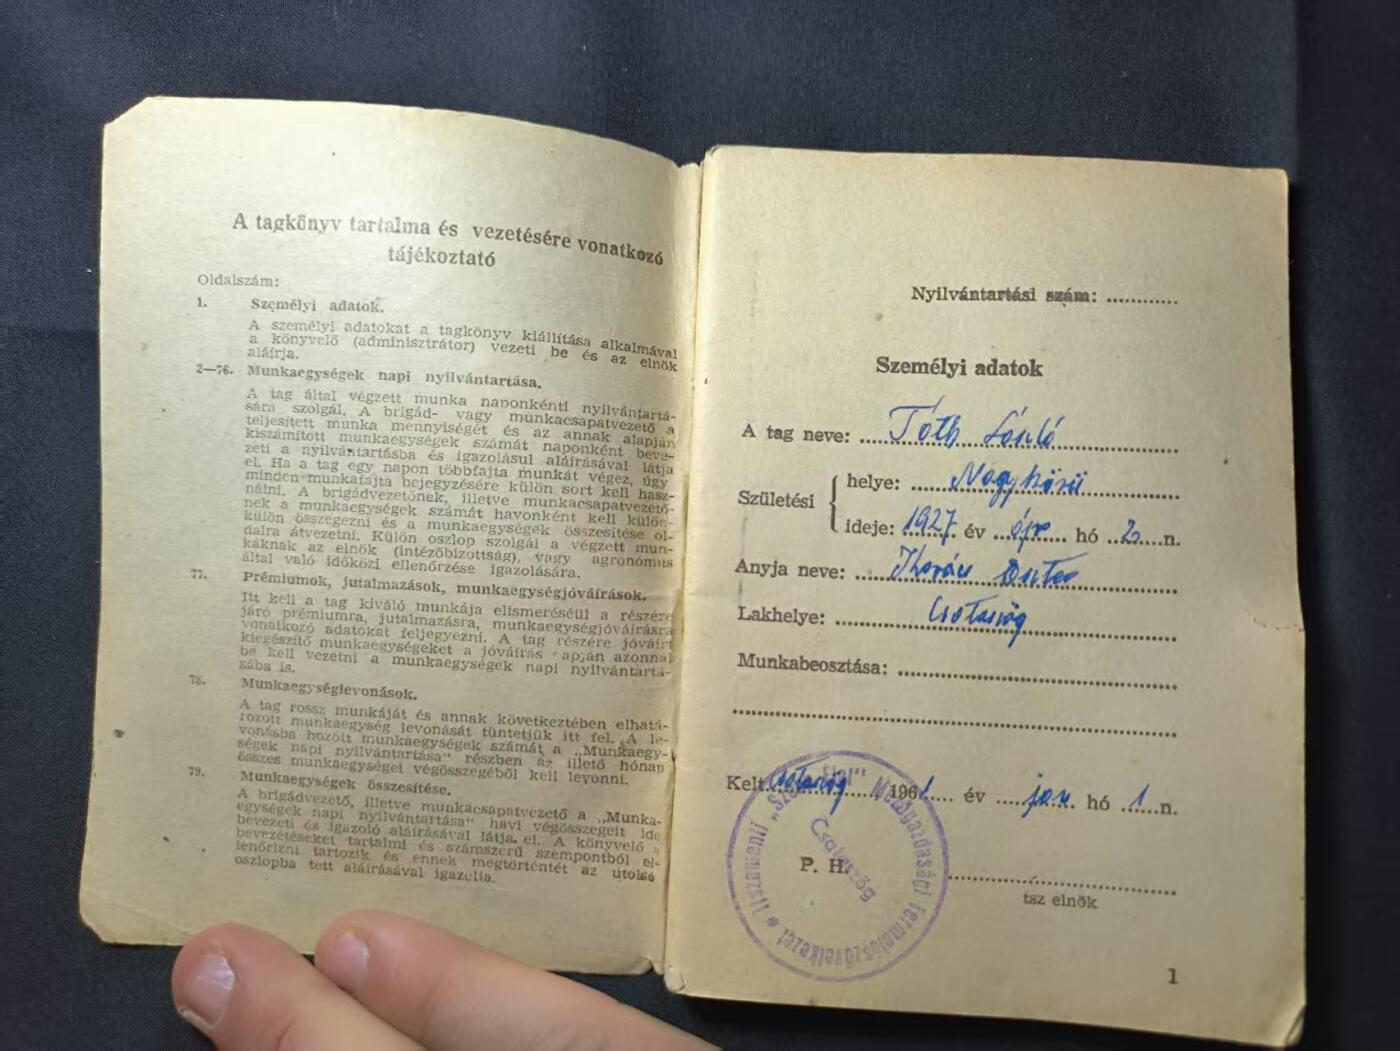 A tagkönyv tartalma és vezetésére vonatkozó
tájékoztató
Oldalszám:
1. Személyi adatok.
A személyi adatokat a tagkönyv kiállítása alkalmával
a könyvelő (adminisztrátor) vezeti be és az elnök
aláírja.
2—76. Munkaegységek napi nyilvántartása.
A tag által végzett munka naponkénti nyilvántartá-
sára szolgál. A brigád- vagy munkacsapatvezető a
teljesített munka mennyiségét és az annak alapján
kiszámított munkaegységek számát naponként beve-
zeti a nyilvántartásba és igazolásul aláírásával látja
el. Ha a tag egy napon többfajta munkát végez, úgy
minden munkafajta bejegyzésére külön sort kell hasz-
nálni. A brigádvezetőnek, illetve munkacsapatvezető-
nek a munkaegységek számát havonként kell külön-
külön összegezni és a munkaegységek összesítése ol-
dalra átvezetni. Külön oszlop szolgál a végzett mun-
káknak az elnök (intézőbizottság), vagy agronómus
által való időközi ellenőrzése igazolására.
77. Prémiumok, jutalmazások, munkaegységjóváírások.
Itt kell a tag kiváló munkája elismeréséül a részére
járó prémiumra, jutalmazásra, munkaegységjóváírásra
vonatkozó adatokat feljegyezni. A tag részére jóváírt
kiegészítő munkaegységeket a jóváírás apján azonnal
be kell vezetni a munkaegységek napi nyilvántartá-
sába is.
78. Munkaegységlevonások.
A tag rossz munkáját és annak következtében elhatá-
rozott munkaegység levonását tüntetjük itt fel. A le-
vonásba hozott munkaegységek számát a „Munkaegy-
ségek napi nyilvántartása" részben az illető hónap
összes munkaegységei végösszegéből kell levonni.
79. Munkaegységek összesítése.
A brigádvezető, illetve munkacsapatvezető a „Munka-
egységek napi nyilvántartása" havi végösszegeit ide
bevezeti és igazoló aláírásával látja el. A könyvelő a
bevezetéseket tartalmi és számszerű szempontból el-
lenőrizni tartozik és ennek megtörténtét az utolsó
oszlopba tett aláírásával igazolja.
Nyilvántartási szám:
Személyi adatok
A tag neve: Tóth László
Születési helye: Nagykörü
ideje: 1927 év ápr hó 2 n.
Anyja neve: Kovács Eszter
Lakhelye: Csataszög
Munkabeosztása:
Kelt Csataszög, 1961 év jan hó 1 n.
P. H.
tsz elnök
Tiszamenti Mezőgazdasági Termelőszövetkezet
Csataszög
1